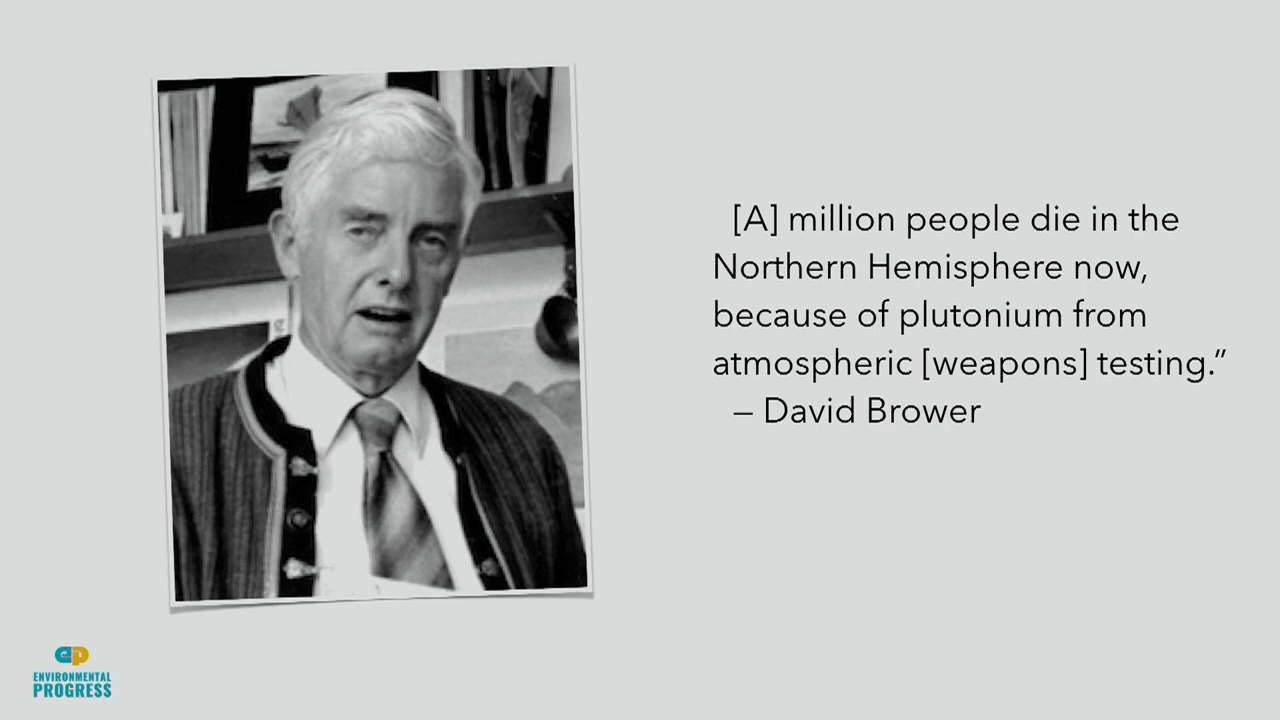 [A] million people die in the
Northern Hemisphere now,
because of plutonium from
atmospheric [weapons] testing.”
– David Brower
ENVIRONMENTAL
PROGRESS